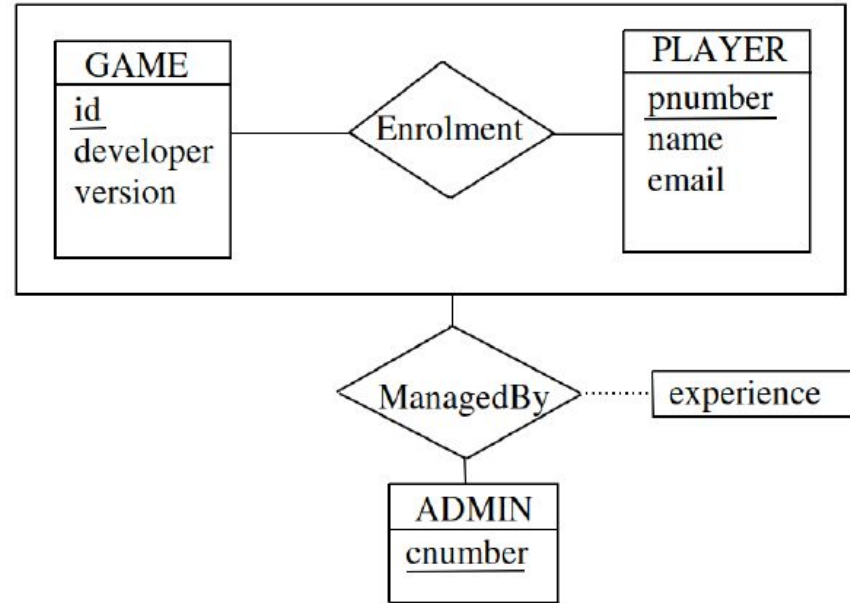 GAME
id
developer
version
Enrolment
PLAYER
pnumber
name
email
ManagedBy
experience
ADMIN
cnumber